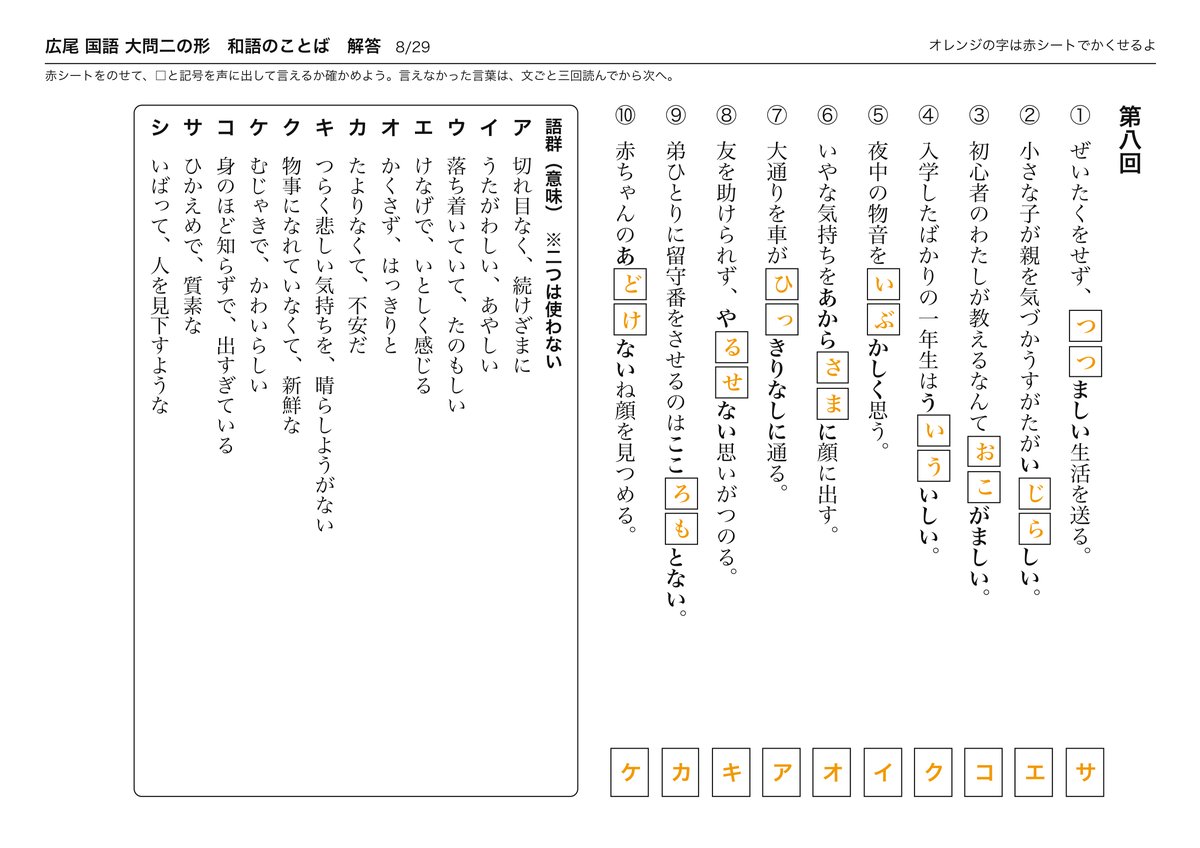 広尾 国語 大問二の形　和語のことば　解答　8/29
オレンジの字は赤シートでかくせるよ
赤シートをのせて、□と記号を声に出して言えるか確かめよう。言えなかった言葉は、文ごと三回読んでから次へ。
第八回
① ぜいたくをせず、つつましい生活を送る。 サ
② 小さな子が親を気づかうすがたがいじらしい。 エ
③ 初心者のわたしが教えるなんておこがましい。 コ
④ 入学したばかりの一年生はういういしい。 ク
⑤ 夜中の物音をいぶかしく思う。 イ
⑥ いやな気持ちをあからさまに顔に出す。 オ
⑦ 大通りを車がひっきりなしに通る。 ア
⑧ 友を助けられず、やるせない思いがつのる。 キ
⑨ 弟ひとりに留守番をさせるのはこころもとない。 カ
⑩ 赤ちゃんのあどけないね顔を見つめる。 ケ
語群（意味）　※二つは使わない
ア 切れ目なく、続けざまに
イ うたがわしい、あやしい
ウ 落ち着いていて、たのもしい
エ けなげで、いとしく感じる
オ かくさず、はっきりと
カ たよりなくて、不安だ
キ つらく悲しい気持ちを、晴らしようがない
ク 物事になれていなくて、新鮮な
ケ むじゃきで、かわいらしい
コ 身のほど知らずで、出すぎている
サ ひかえめで、質素な
シ いばって、人を見下すような